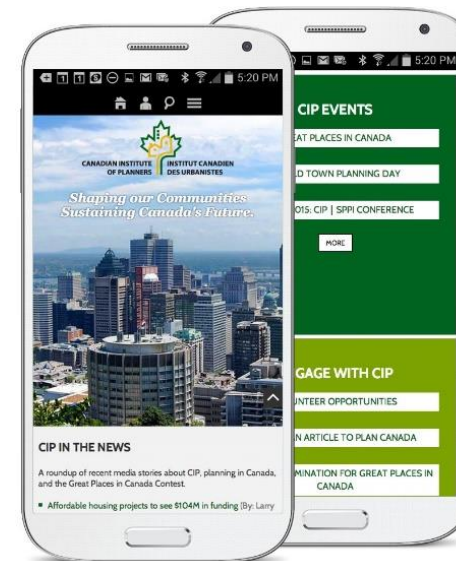 5:20 PM
CANADIAN INSTITUTE INSTITUT CANADIEN
OF PLANNERS DES URBANISTES
Shaping our Communities
Sustaining Canada's Future.
CIP IN THE NEWS
A roundup of recent media stories about CIP, planning in Canada,
and the Great Places in Canada Contest.
Affordable housing projects to see $104M in funding (By: Larry
5:20 PM
CIP EVENTS
EAT PLACES IN CANADA
LD TOWN PLANNING DAY
2015: CIP | SPPI CONFERENCE
MORE
GAGE WITH CIP
UNTEER OPPORTUNITIES
AN ARTICLE TO PLAN CANADA
MINATION FOR GREAT PLACES IN
CANADA